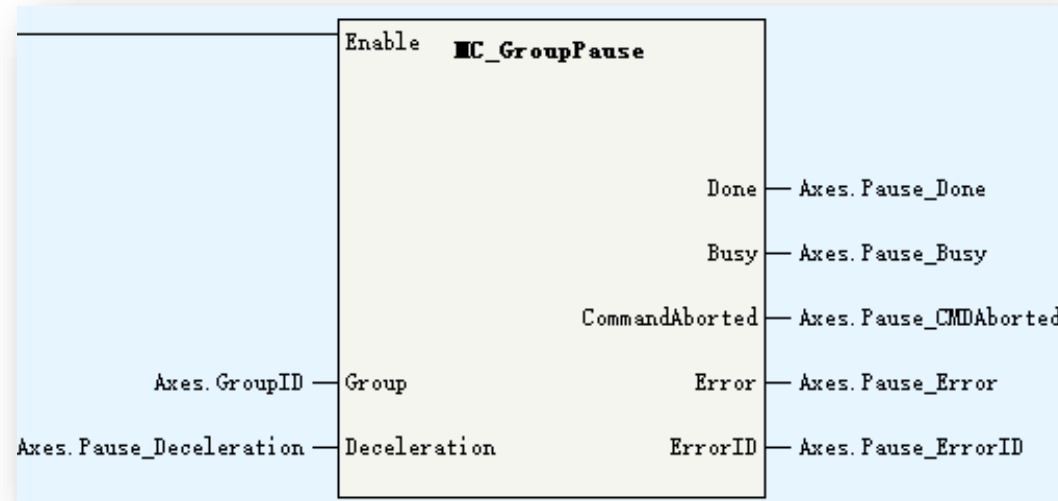 Enable
MC_GroupPause
Done
Axes.Pause_Done
Busy
Axes.Pause_Busy
CommandAborted
Axes.Pause_CMDAborted
Axes.GroupID
Group
Error
Axes.Pause_Error
Axes.Pause_Deceleration
Deceleration
ErrorID
Axes.Pause_ErrorID